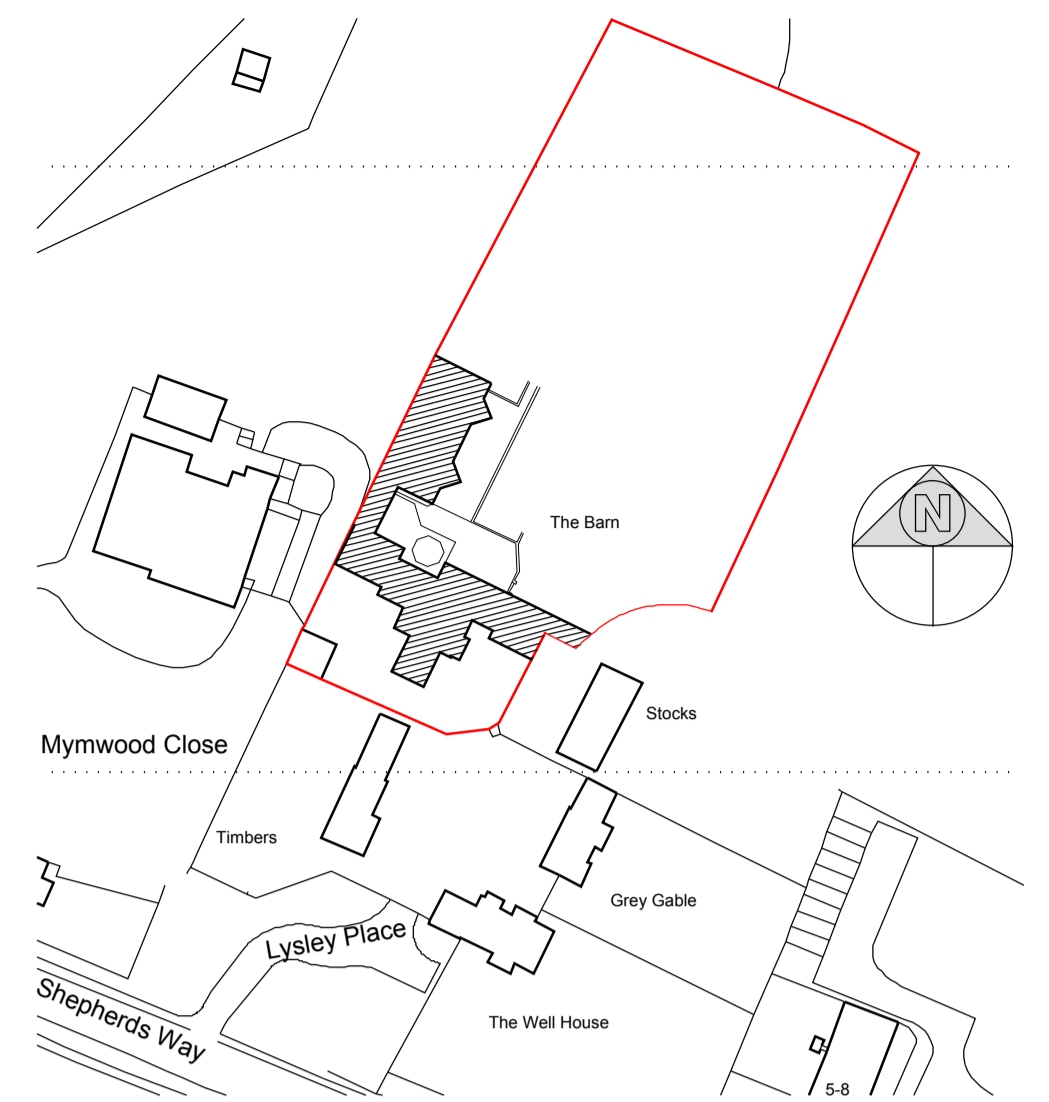 The Barn
N
Stocks
Mymwood Close
Timbers
Grey Gable
Lysley Place
Shepherds Way
The Well House
5-8